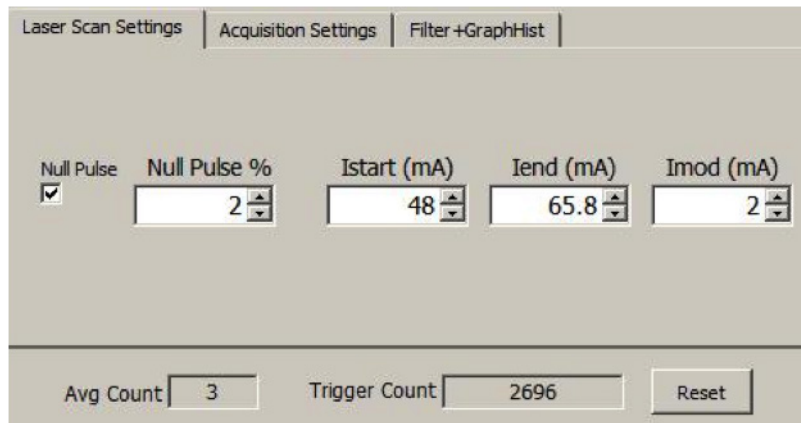 Laser Scan Settings Acquisition Settings Filter+GraphHist
Null Pulse Null Pulse % Istart (mA) Iend (mA) Imod (mA)
2 48 65.8 2
Avg Count 3 Trigger Count 2696 Reset